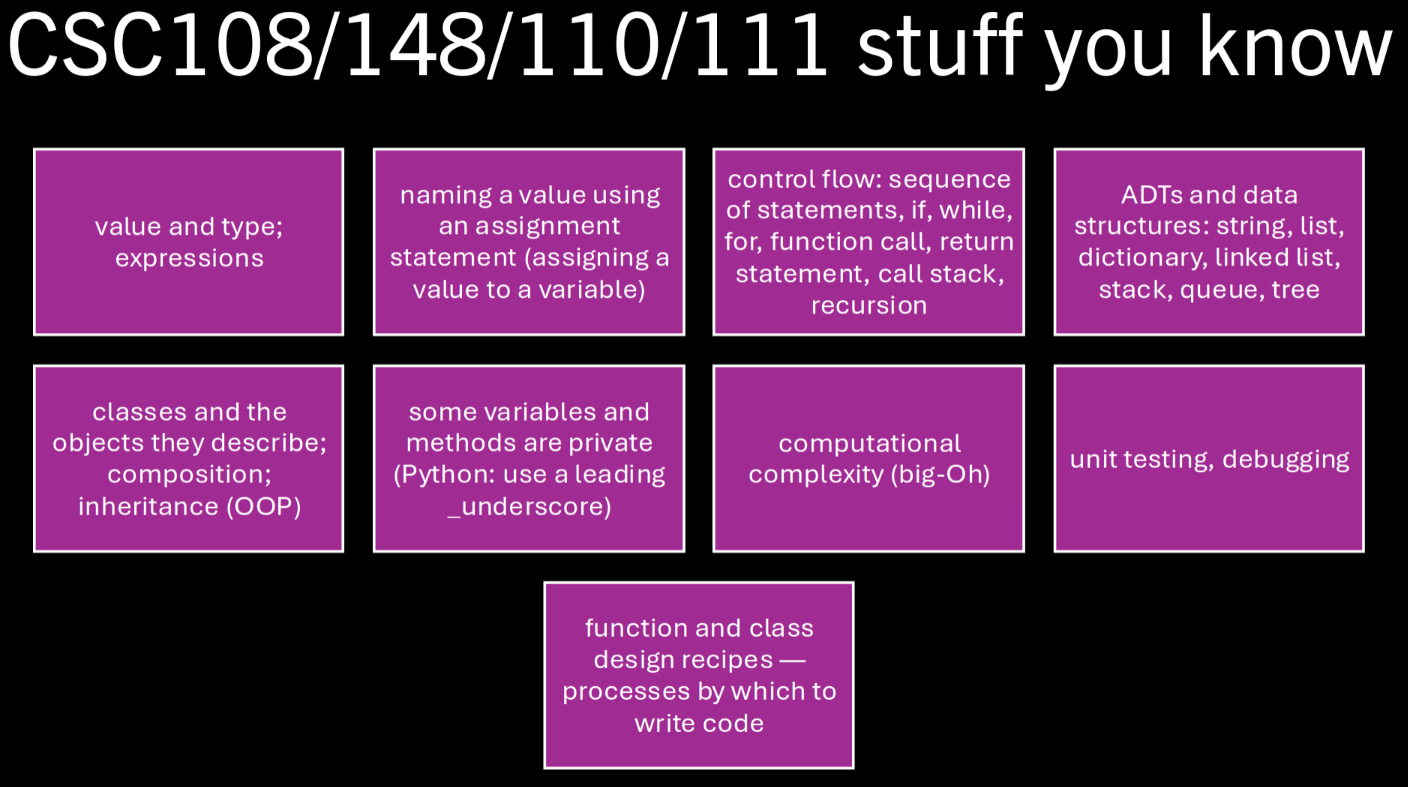 CSC108/148/110/111 stuff you know
value and type;
expressions
naming a value using
an assignment
statement (assigning a
value to a variable)
control flow: sequence
of statements, if, while,
for, function call, return
statement, call stack,
recursion
ADTs and data
structures: string, list,
dictionary, linked list,
stack, queue, tree
classes and the
objects they describe;
composition;
inheritance (OOP)
some variables and
methods are private
(Python: use a leading
_underscore)
computational
complexity (big-Oh)
unit testing, debugging
function and class
design recipes —
processes by which to
write code